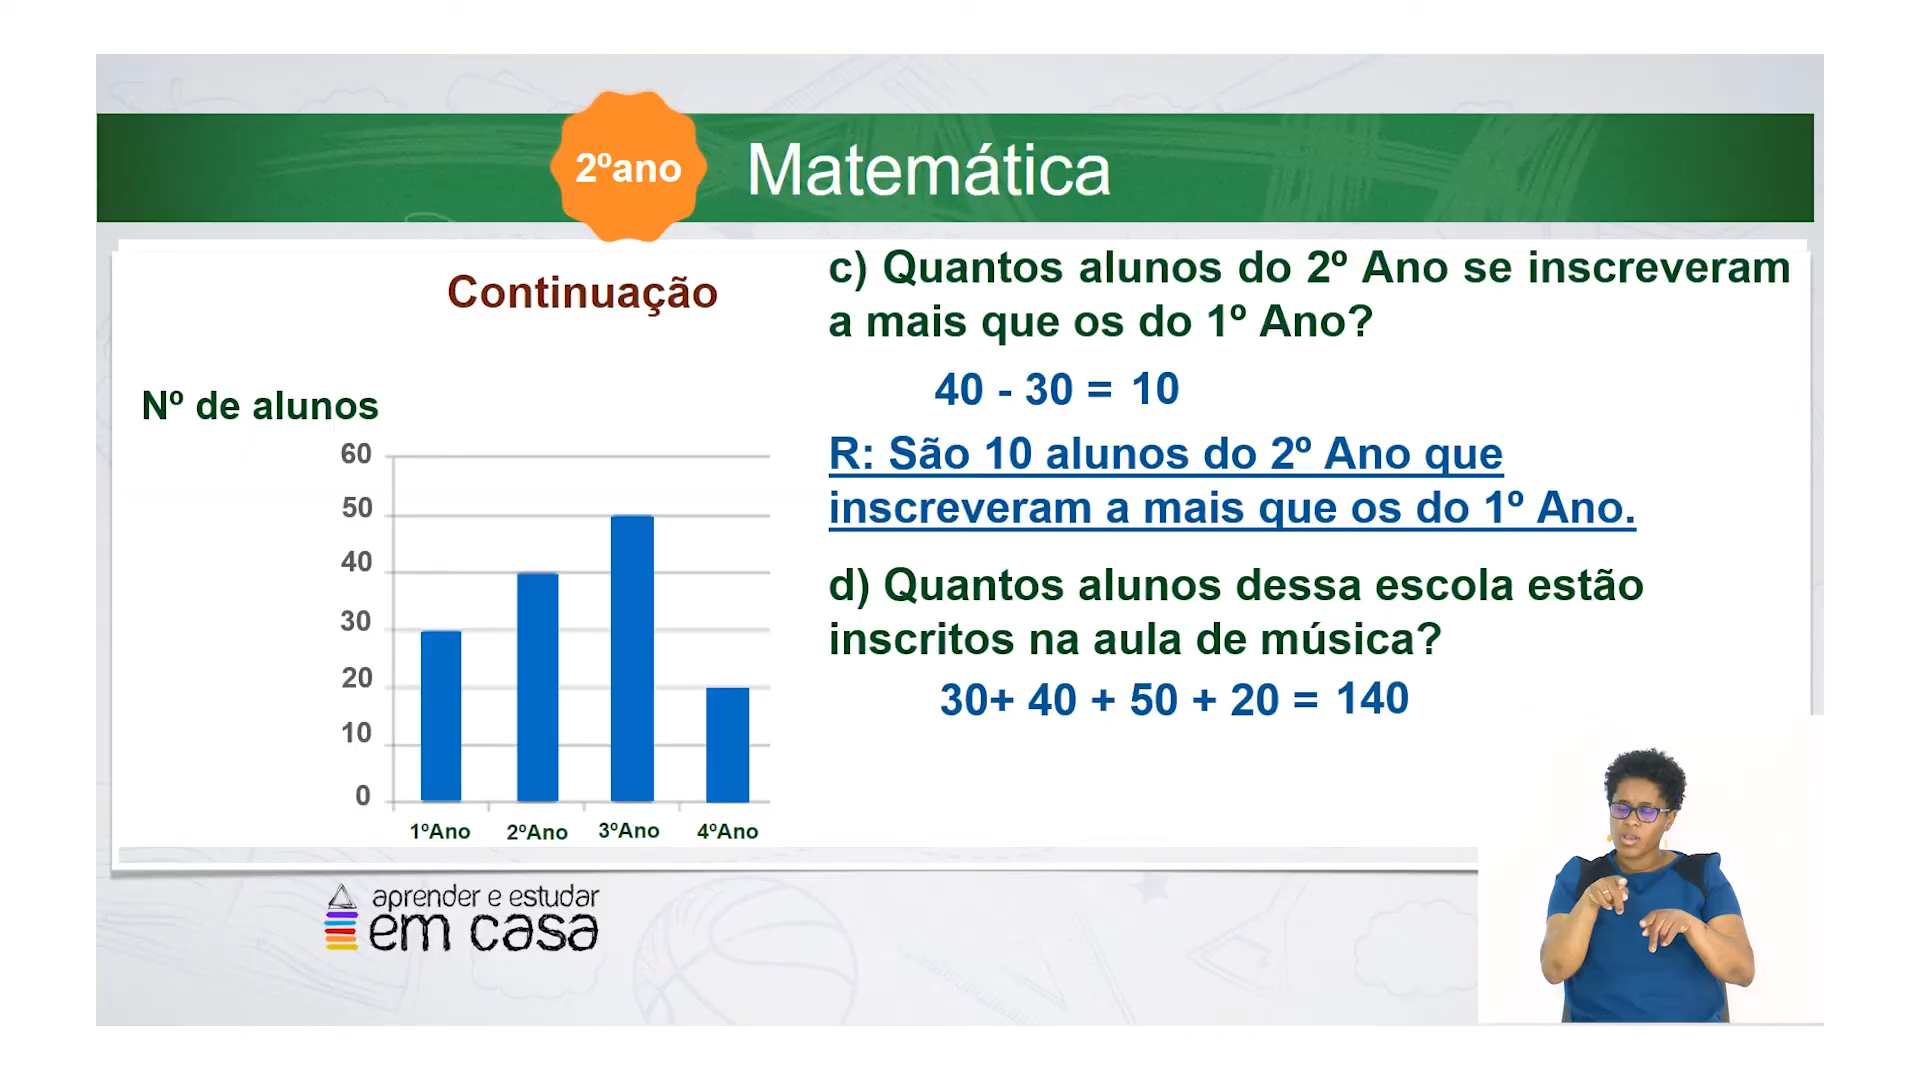 2ºano
Matemática
Continuação
Nº de alunos
60
50
40
30
20
10
0
1ºAno
2ºAno
3ºAno
4ºAno
c) Quantos alunos do 2º Ano se inscreveram
a mais que os do 1º Ano?
40 - 30 = 10
R: São 10 alunos do 2º Ano que
inscreveram a mais que os do 1º Ano.
d) Quantos alunos dessa escola estão
inscritos na aula de música?
30+ 40 + 50 + 20 = 140
aprender e estudar
em casa